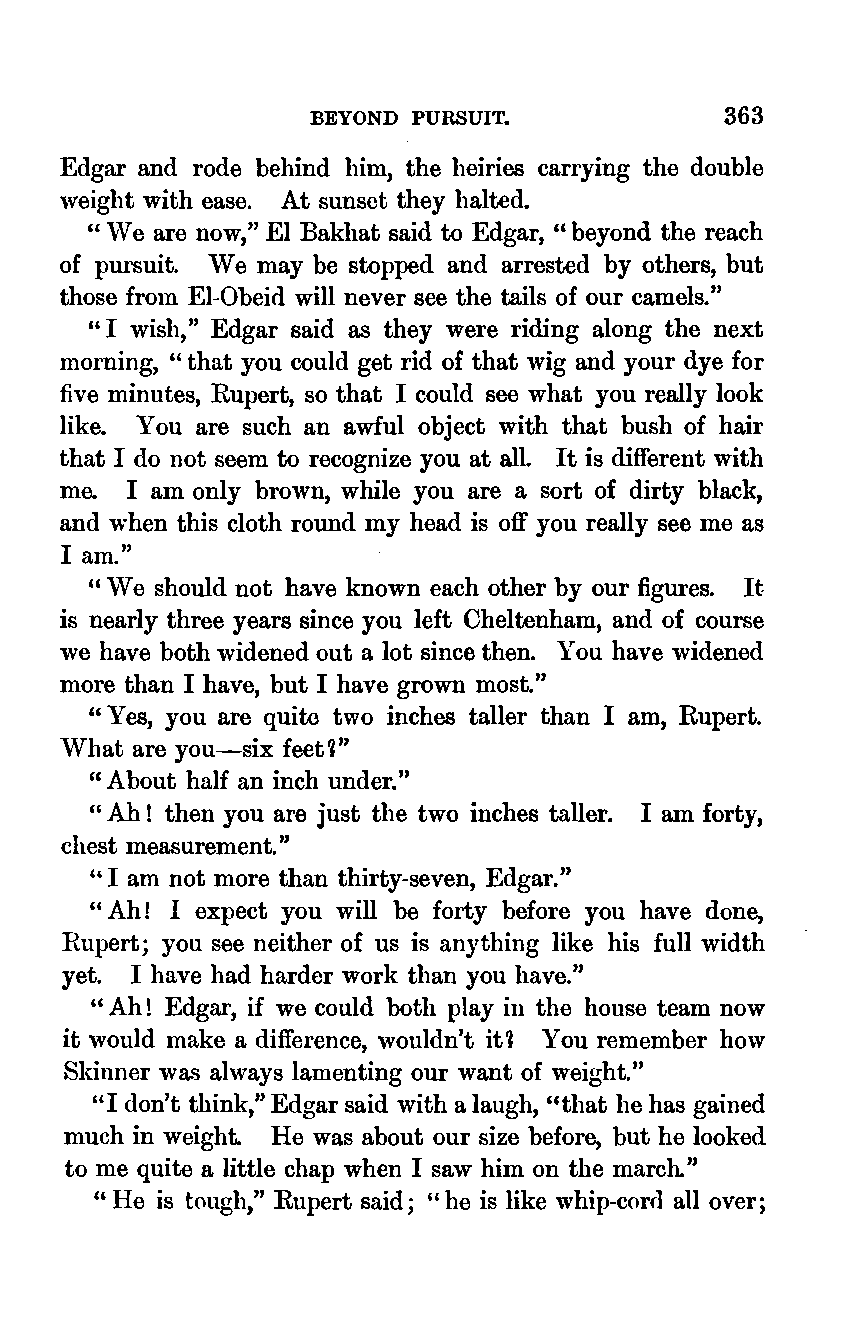 BEYOND PURSUIT. 363
Edgar and rode behind him, the heiries carrying the double
weight with ease. At sunset they halted.
“We are now,” El Bakhat said to Edgar, “beyond the reach
of pursuit. We may be stopped and arrested by others, but
those from El-Obeid will never see the tails of our camels.”
“I wish,” Edgar said as they were riding along the next
morning, “that you could get rid of that wig and your dye for
five minutes, Rupert, so that I could see what you really look
like. You are such an awful object with that bush of hair
that I do not seem to recognize you at all. It is different with
me. I am only brown, while you are a sort of dirty black,
and when this cloth round my head is off you really see me as
I am.”
“We should not have known each other by our figures. It
is nearly three years since you left Cheltenham, and of course
we have both widened out a lot since then. You have widened
more than I have, but I have grown most.”
“Yes, you are quite two inches taller than I am, Rupert.
What are you—six feet?”
“About half an inch under.”
“Ah! then you are just the two inches taller. I am forty,
chest measurement.”
“I am not more than thirty-seven, Edgar.”
“Ah! I expect you will be forty before you have done,
Rupert; you see neither of us is anything like his full width
yet. I have had harder work than you have.”
“Ah! Edgar, if we could both play in the house team now
it would make a difference, wouldn’t it? You remember how
Skinner was always lamenting our want of weight.”
“I don’t think,” Edgar said with a laugh, “that he has gained
much in weight. He was about our size before, but he looked
to me quite a little chap when I saw him on the march.”
“He is tough,” Rupert said; “he is like whip-cord all over;